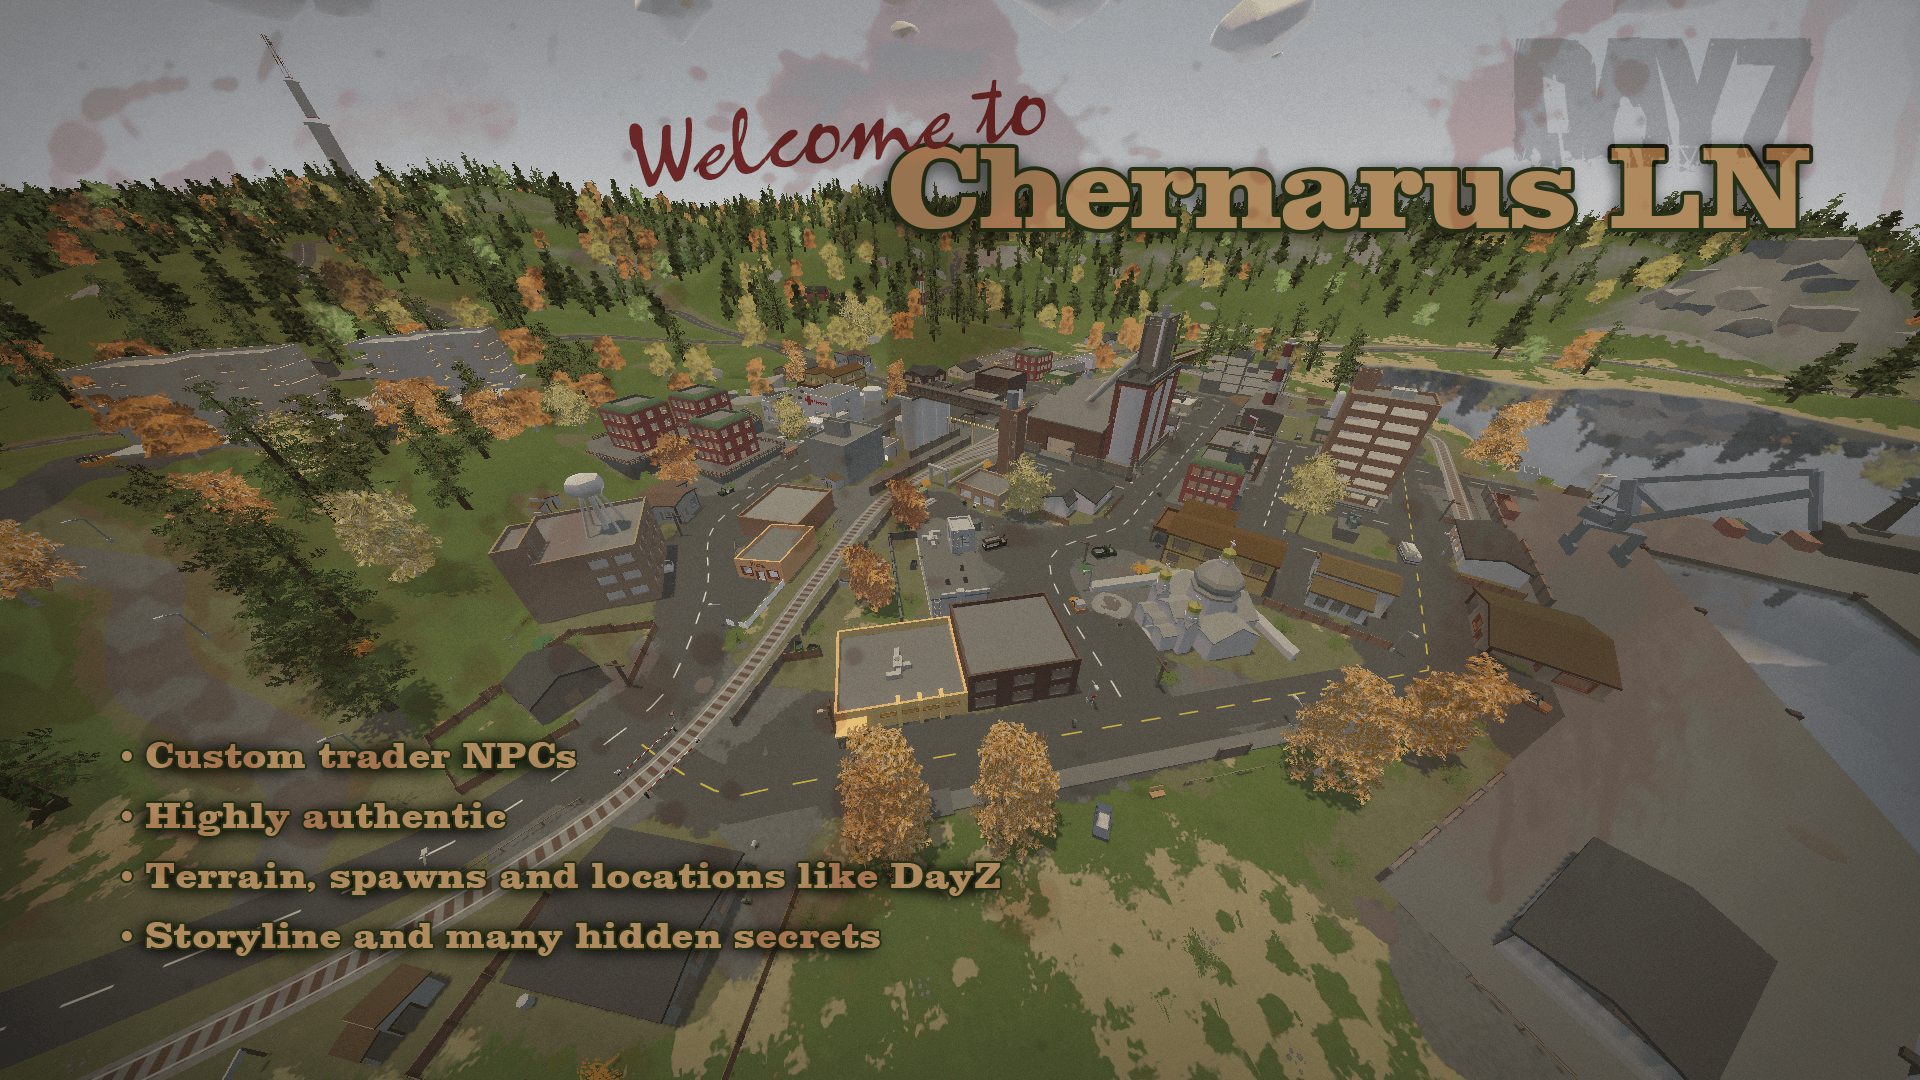 DAYZ
Welcome to
Chernarus LN
• Custom trader NPCs
• Highly authentic
• Terrain, spawns and locations like DayZ
• Storyline and many hidden secrets